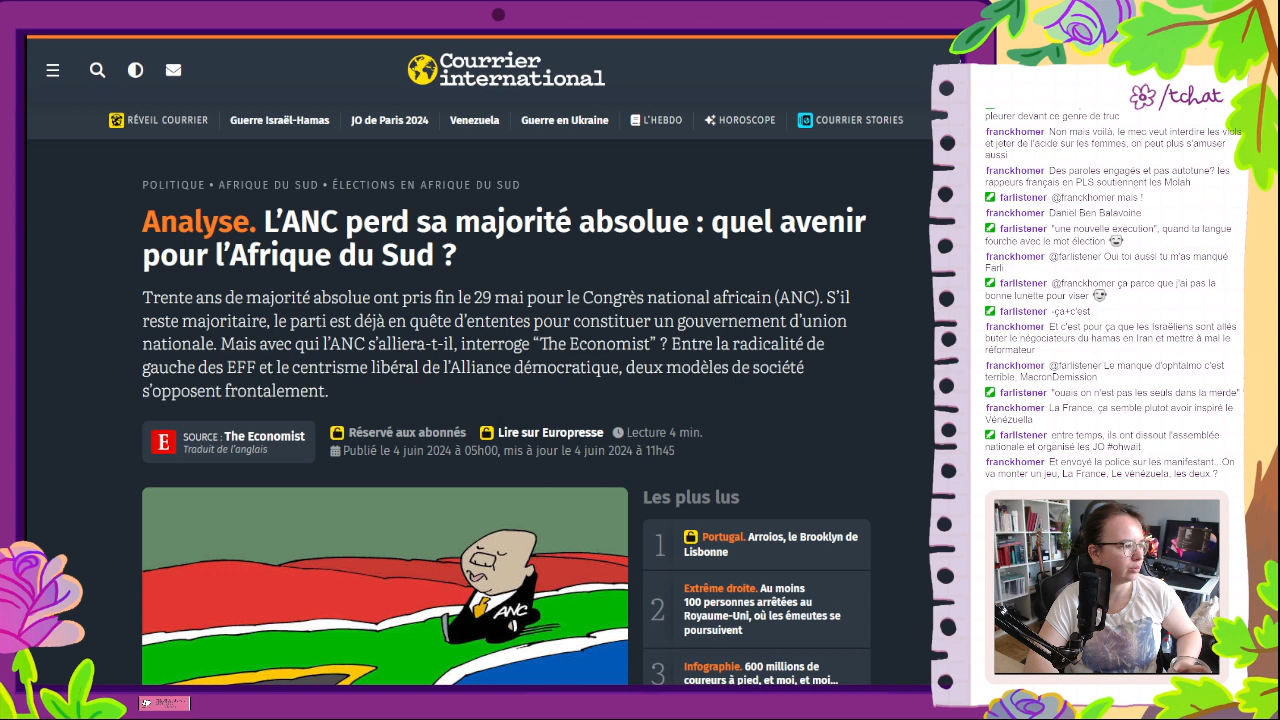 Courrier
international
RÉVEIL COURRIER
Guerre Israël-Hamas
JO de Paris 2024
Venezuela
Guerre en Ukraine
L'HEBDO
HOROSCOPE
COURRIER STORIES
POLITIQUE • AFRIQUE DU SUD • ÉLECTIONS EN AFRIQUE DU SUD
Analyse. L'ANC perd sa majorité absolue : quel avenir
pour l'Afrique du Sud ?
Trente ans de majorité absolue ont pris fin le 29 mai pour le Congrès national africain (ANC). S'il
reste majoritaire, le parti est déjà en quête d'ententes pour constituer un gouvernement d'union
nationale. Mais avec qui l'ANC s'alliera-t-il, interroge “The Economist” ? Entre la radicalité de
gauche des EFF et le centrisme libéral de l'Alliance démocratique, deux modèles de société
s'opposent frontalement.
E
SOURCE : The Economist
Traduit de l'anglais
Réservé aux abonnés
Lire sur Europresse
Lecture 4 min.
Publié le 4 juin 2024 à 05h00, mis à jour le 4 juin 2024 à 11h45
ANC
Les plus lus
1
Portugal. Arroios, le Brooklyn de
Lisbonne
2
Extrême droite. Au moins
100 personnes arrêtées au
Royaume-Uni, où les émeutes se
poursuivent
3
Infographie. 600 millions de
coureurs à pied, et moi, et moi...
/tchat
pleurer devant ce genre de truc
franckhomer Non mais voilà, le mec veut interdire les viols
et jeter de l'acide sur les femmes, on peut plus s'amuser
aussi
franckhomer Des paroles engagés et pas autotune? les
rappeurs français en PLS soutiennent les Molah
farlistener @franckhomer mais !
franckhomer Daniel Ben Balavoine
farlistener "une nouvelle execution", quand ta langue
fourche avec le mot élection
franckhomer @farlistener Oui toi aussi tu m'as manqué
Farli
farlistener @franckhomer ça parce que j'ai pas la
bonne lunette pour viser
farlistener -ça+c'est
franckhomer Et c'est pour ça que les Israéliens sont allés
buter le négociateurs du hamas en Iran et mettre à mal le
réformateur
franckhomer @farlistener Le manque d'ophtalmo c'est
terrible, MacronDemission
farlistener "ouais on n'est pas les seuls dans la merde"
franckhomer La France, ça semble plutot avoir inspiré le
Vénézuélla
farlistener entre temps, ils ont dissout l'assemblée
nationale et organisé les JO #ohwait
franckhomer Et envoyé la police sur les manifestant...On
va monter un jeu, La France, Le vénézuela, les deux ?